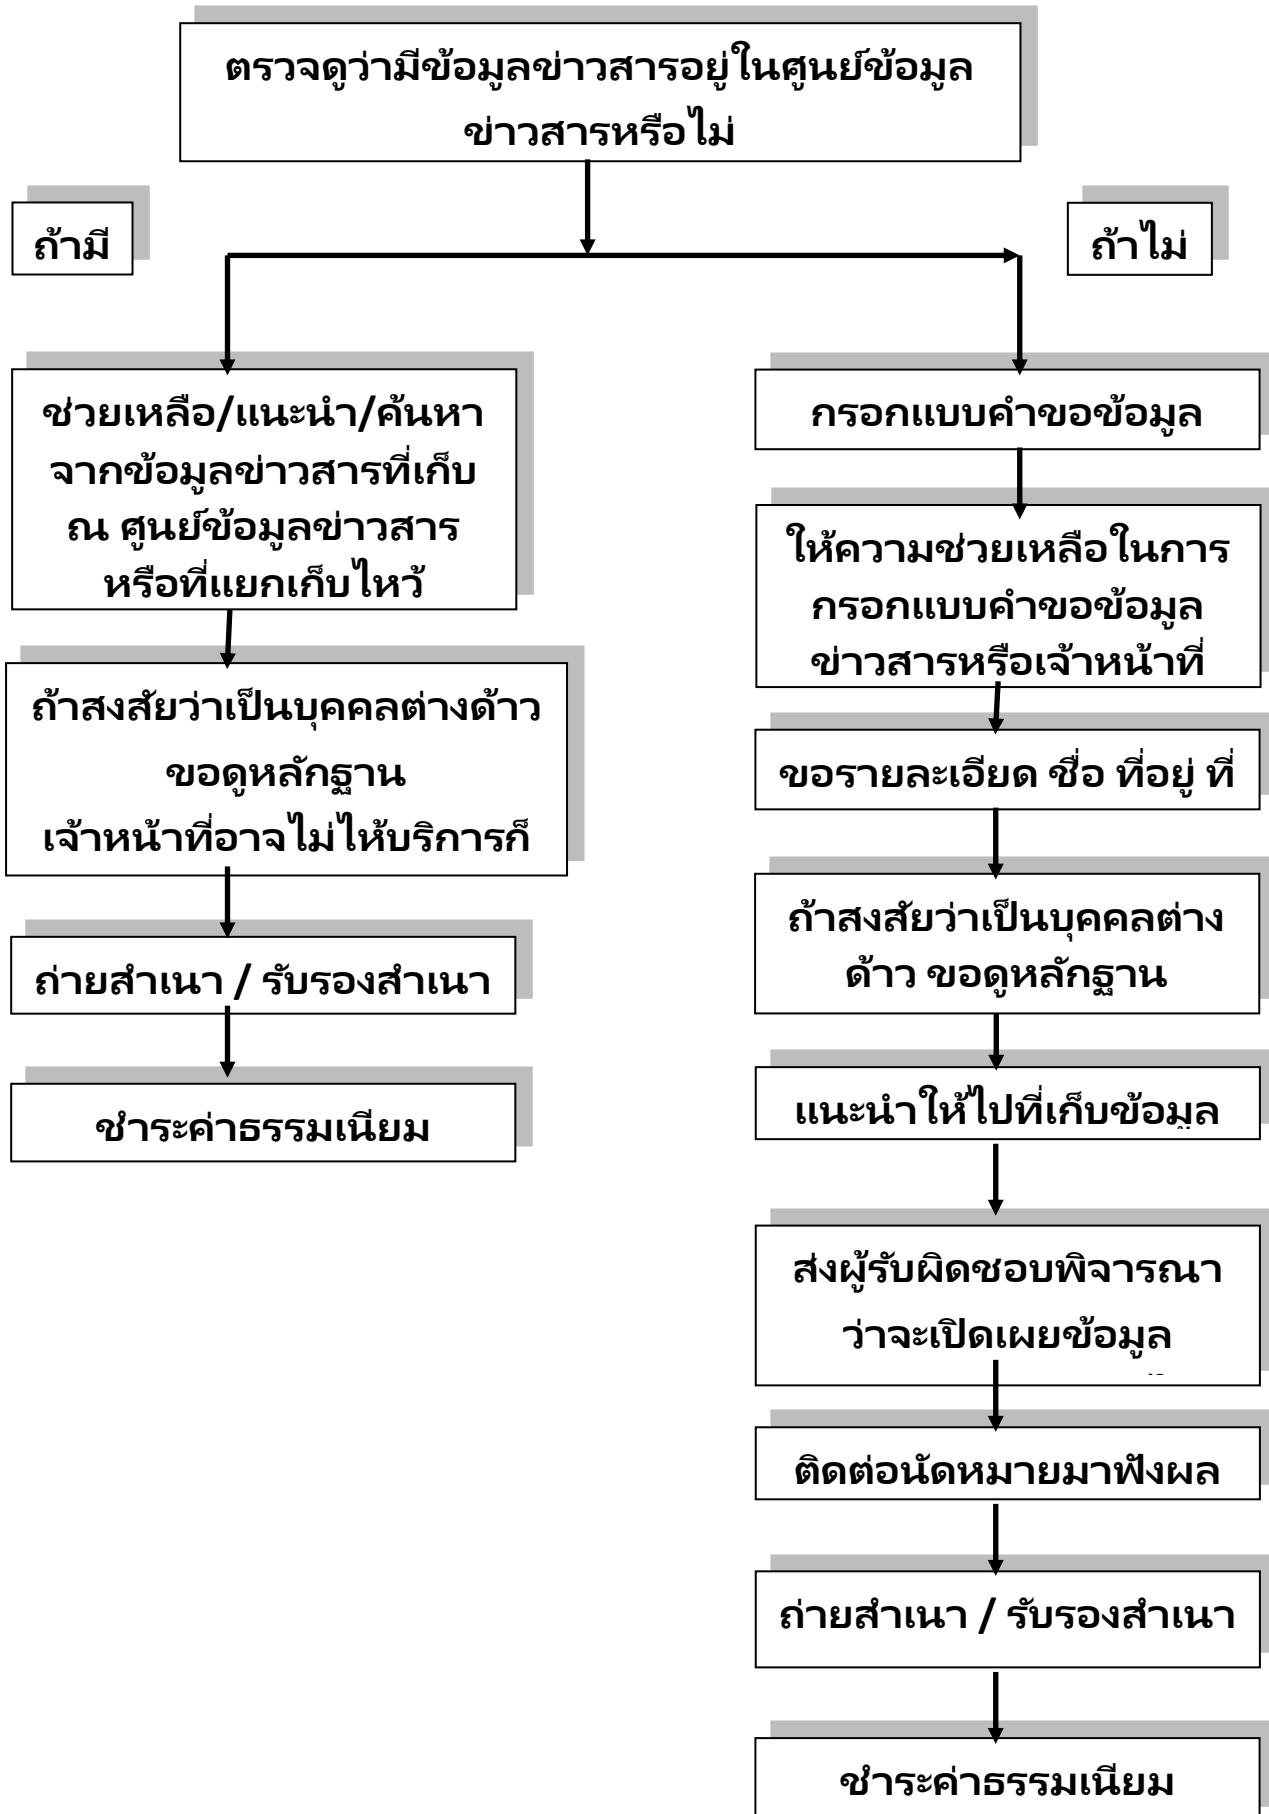 ตรวจดูว่ามีข้อมูลข่าวสารอยู่ในศูนย์ข้อมูล
ข่าวสารหรือไม่
ถ้ามี
ถ้าไม่
ช่วยเหลือ/แนะนำ/ค้นหา
จากข้อมูลข่าวสารที่เก็บ
ณ ศูนย์ข้อมูลข่าวสาร
หรือที่แยกเก็บไหว้
ถ้าสงสัยว่าเป็นบุคคลต่างด้าว
ขอดูหลักฐาน
เจ้าหน้าที่อาจไม่ไห้บริการก็
ถ่ายสำเนา / รับรองสำเนา
ชำระค่าธรรมเนียม
กรอกแบบคำขอข้อมูล
ให้ความช่วยเหลือในการ
กรอกแบบคำขอข้อมูล
ข่าวสารหรือเจ้าหน้าที่
ขอรายละเอียด ชื่อ ที่อยู่ ที่
ถ้าสงสัยว่าเป็นบุคคลต่าง
ด้าว ขอดูหลักฐาน
แนะนำให้ไปที่เก็บข้อมูล
ส่งผู้รับผิดชอบพิจารณา
ว่าจะเปิดเผยข้อมูล
ติดต่อนัดหมายมาฟังผล
ถ่ายสำเนา / รับรองสำเนา
ชำระค่าธรรมเนียม